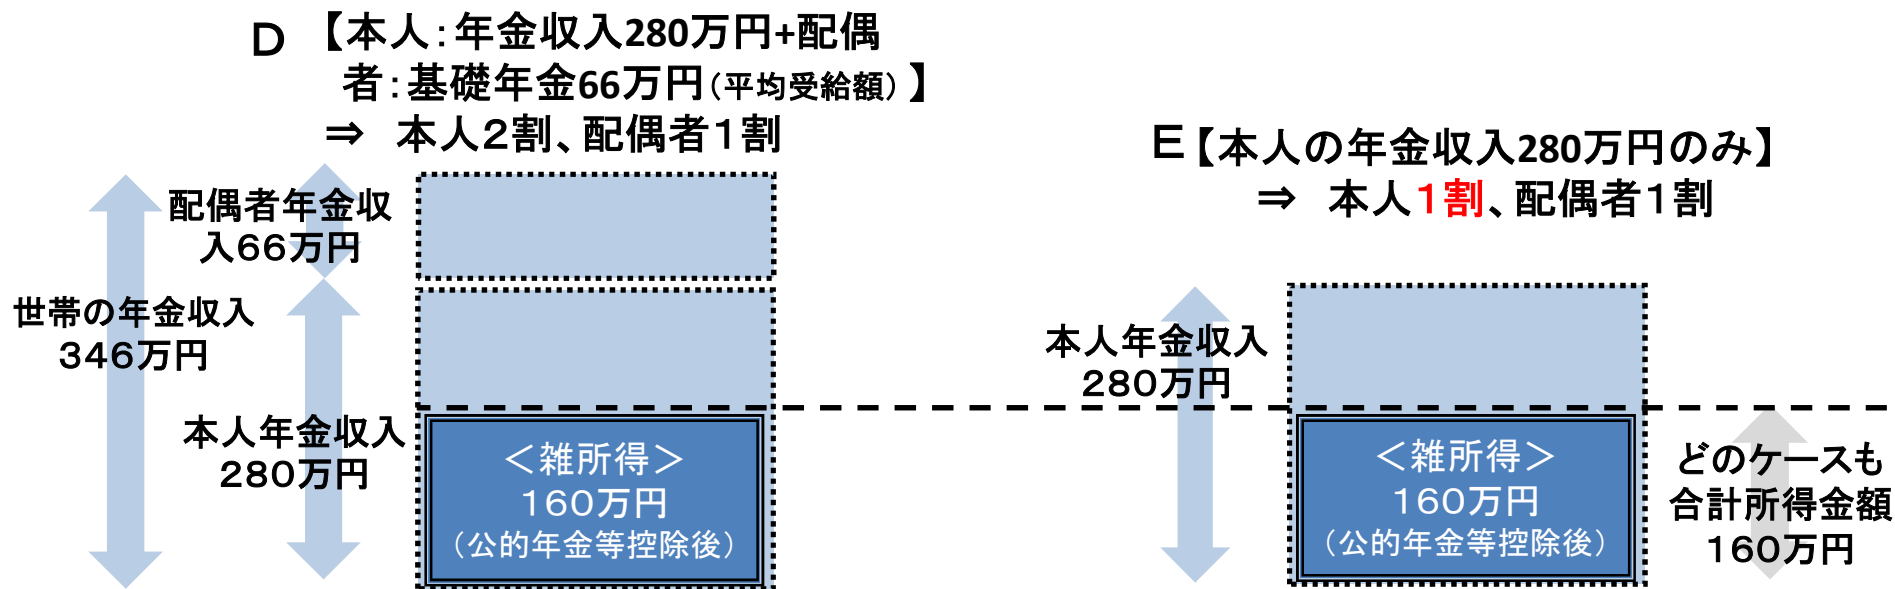 D 【本人：年金収入280万円+配偶
者：基礎年金66万円（平均受給額）】
⇒ 本人２割、配偶者１割
配偶者年金収
入６６万円
世帯の年金収入
３４６万円
本人年金収入
２８０万円
＜雑所得＞
１６０万円
（公的年金等控除後）
E【本人の年金収入280万円のみ】
⇒ 本人１割、配偶者１割
本人年金収入
２８０万円
＜雑所得＞
１６０万円
（公的年金等控除後）
どのケースも
合計所得金額
１６０万円